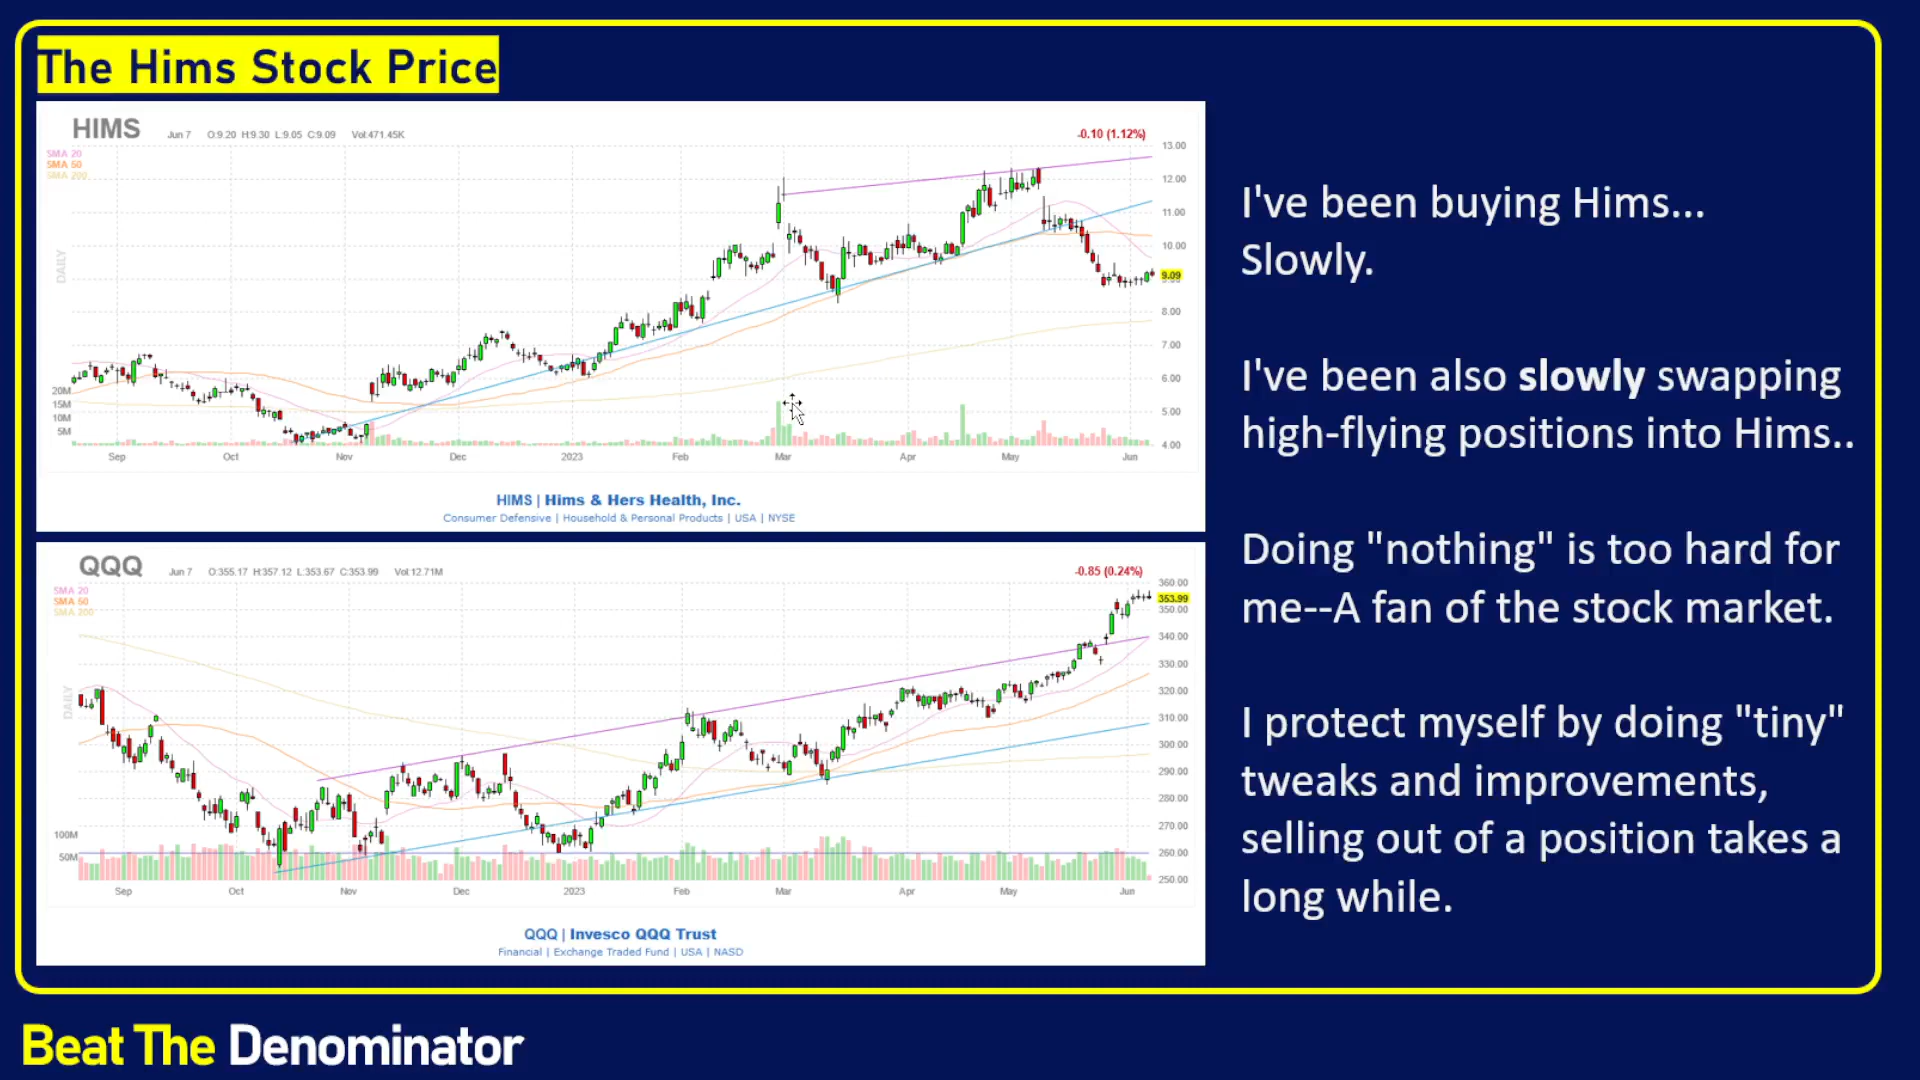 The Hims Stock Price
HIMS Jun 7 O:9.20 H:9.30 L:9.05 C:9.09 Vol:471.45K -0.10 (1.12%)
SMA 20
SMA 50
SMA 200
DAILY
13.00
12.00
11.00
10.00
9.09
8.00
7.00
6.00
5.00
4.00
20M
15M
10M
5M
Sep Oct Nov Dec 2023 Feb Mar Apr May Jun
HIMS | Hims & Hers Health, Inc.
Consumer Defensive | Household & Personal Products | USA | NYSE
QQQ Jun 7 O:355.17 H:357.12 L:353.67 C:353.99 Vol:12.71M -0.85 (0.24%)
SMA 20
SMA 50
SMA 200
DAILY
360.00
353.99
350.00
340.00
330.00
320.00
310.00
300.00
290.00
280.00
270.00
260.00
250.00
100M
50M
Sep Oct Nov Dec 2023 Feb Mar Apr May Jun
QQQ | Invesco QQQ Trust
Financial | Exchange Traded Fund | USA | NASD
I've been buying Hims...
Slowly.
I've been also slowly swapping
high-flying positions into Hims..
Doing "nothing" is too hard for
me--A fan of the stock market.
I protect myself by doing "tiny"
tweaks and improvements,
selling out of a position takes a
long while.
Beat The Denominator